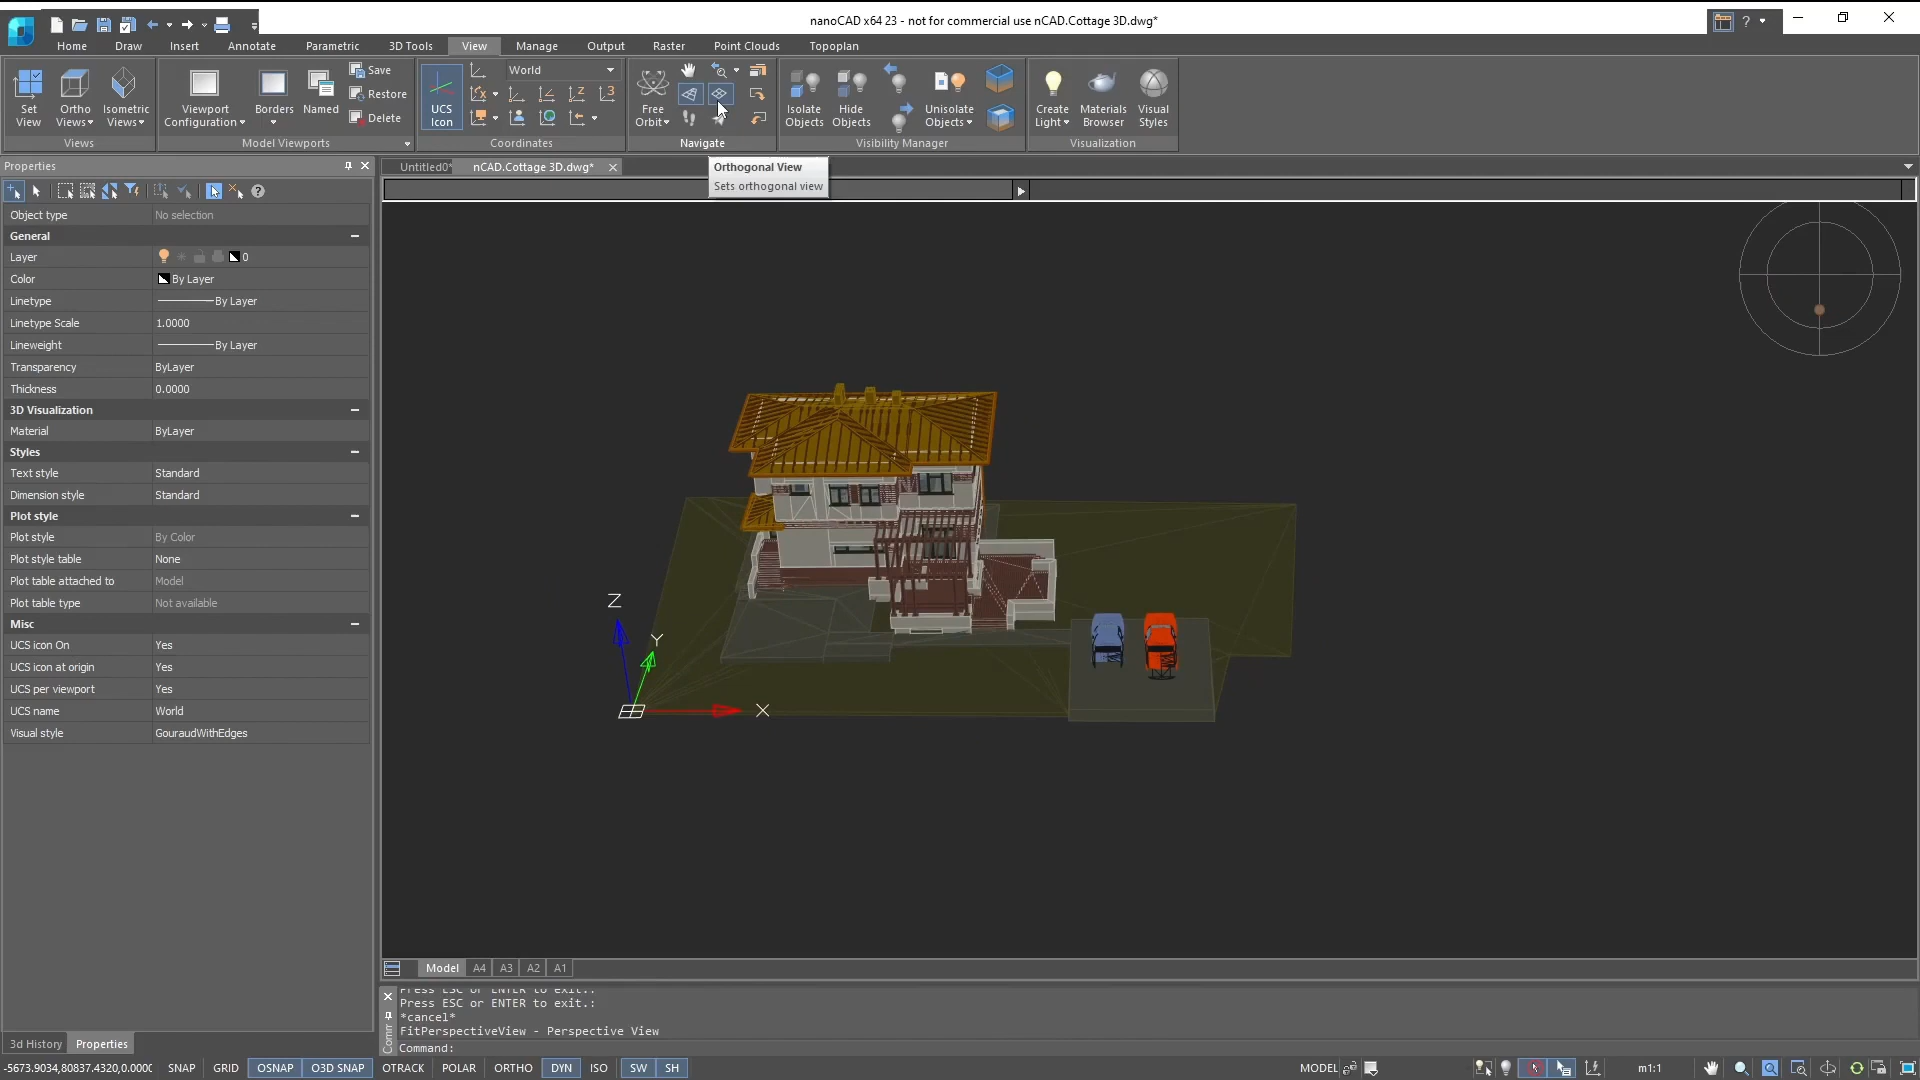 nanoCAD x64 23 - not for commercial use nCAD.Cottage 3D.dwg*
?
Home Draw Insert Annotate Parametric 3D Tools View Manage Output Raster Point Clouds Topoplan
Set View
Ortho Views
Isometric Views
Views
Viewport Configuration
Borders
Named
Save
Restore
Delete
Model Viewports
UCS Icon
World
Coordinates
Free Orbit
Navigate
Isolate Objects
Hide Objects
Unisolate Objects
Visibility Manager
Create Light
Materials Browser
Visual Styles
Visualization
Properties
Untitled0*
nCAD.Cottage 3D.dwg*
Orthogonal View
Sets orthogonal view
Object type No selection
General
Layer 0
Color By Layer
Linetype By Layer
Linetype Scale 1.0000
Lineweight By Layer
Transparency ByLayer
Thickness 0.0000
3D Visualization
Material ByLayer
Styles
Text style Standard
Dimension style Standard
Plot style
Plot style By Color
Plot style table None
Plot table attached to Model
Plot table type Not available
Misc
UCS icon On Yes
UCS icon at origin Yes
UCS per viewport Yes
UCS name World
Visual style GouraudWithEdges
Z
Y
X
Model A4 A3 A2 A1
Press ESC or ENTER to exit.:
Press ESC or ENTER to exit.:
*cancel*
FitPerspectiveView - Perspective View
Command:
Comm
3d History Properties
-5673.9034,80837.4320,0.0000 SNAP GRID OSNAP O3D SNAP OTRACK POLAR ORTHO DYN ISO SW SH MODEL m1:1